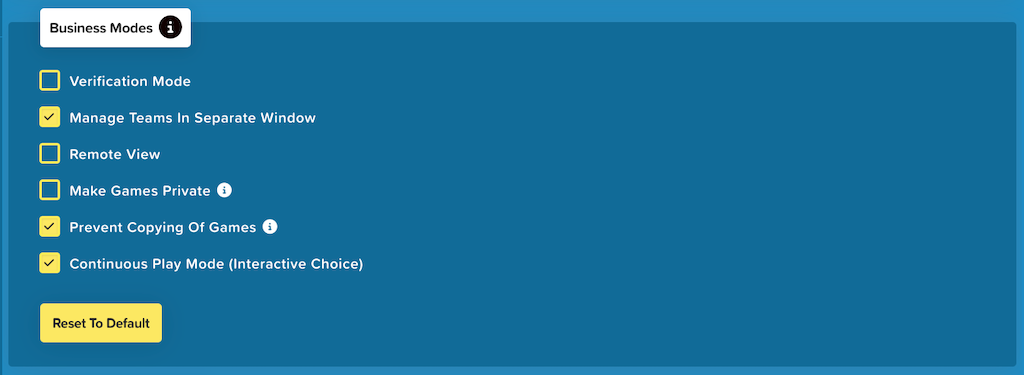 Business Modes
Verification Mode
Manage Teams In Separate Window
Remote View
Make Games Private
Prevent Copying Of Games
Continuous Play Mode (Interactive Choice)
Reset To Default